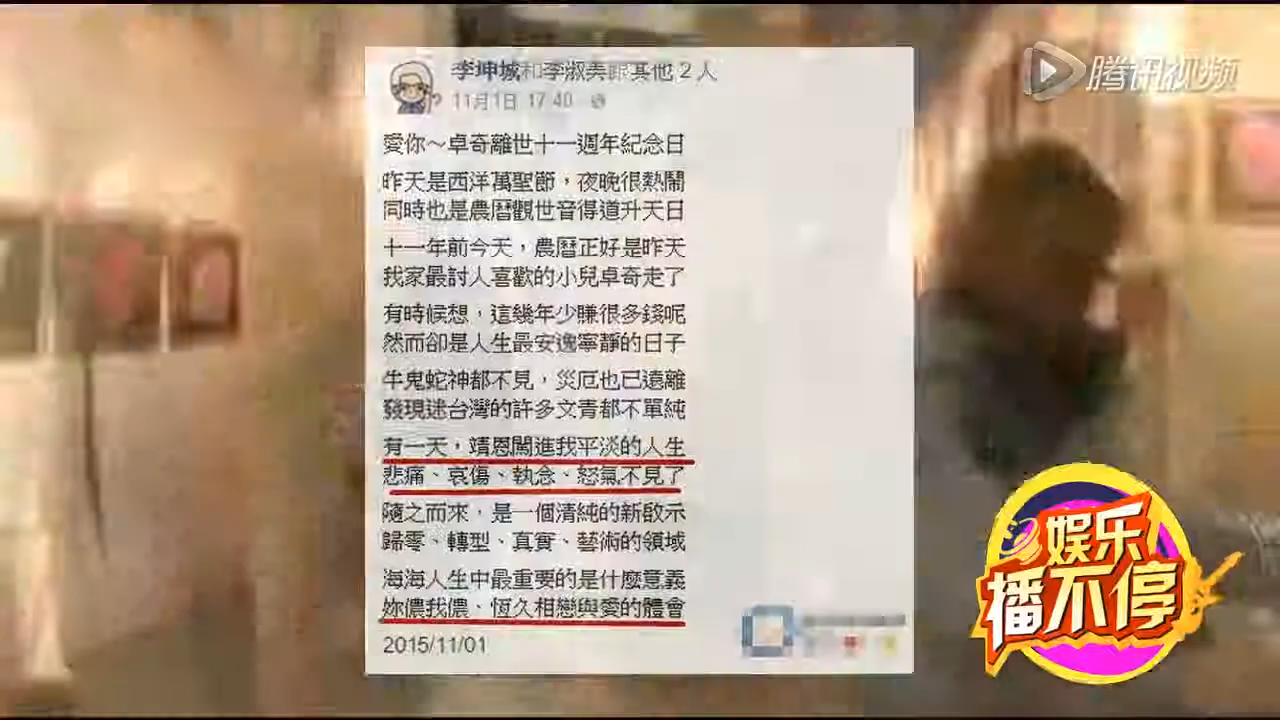 腾讯视频
李坤城和李淑美跟其他 2 人
11月1日 17:40
愛你～卓奇離世十一週年紀念日
昨天是西洋萬聖節，夜晚很熱鬧
同時也是農曆觀世音得道升天日
十一年前今天，農曆正好是昨天
我家最討人喜歡的小兒卓奇走了
有時候想，這幾年少賺很多錢呢
然而卻是人生最安逸寧靜的日子
牛鬼蛇神都不見，災厄也已遠離
發現迷台灣的許多文青都不單純
有一天，靖恩闖進我平淡的人生
悲痛、哀傷、執念、怒氣不見了
隨之而來，是一個清純的新啟示
歸零、轉型、真實、藝術的領域
海海人生中最重要的是什麼意義
妳儂我儂、恆久相戀與愛的體會
2015/11/01
娱乐
播不停